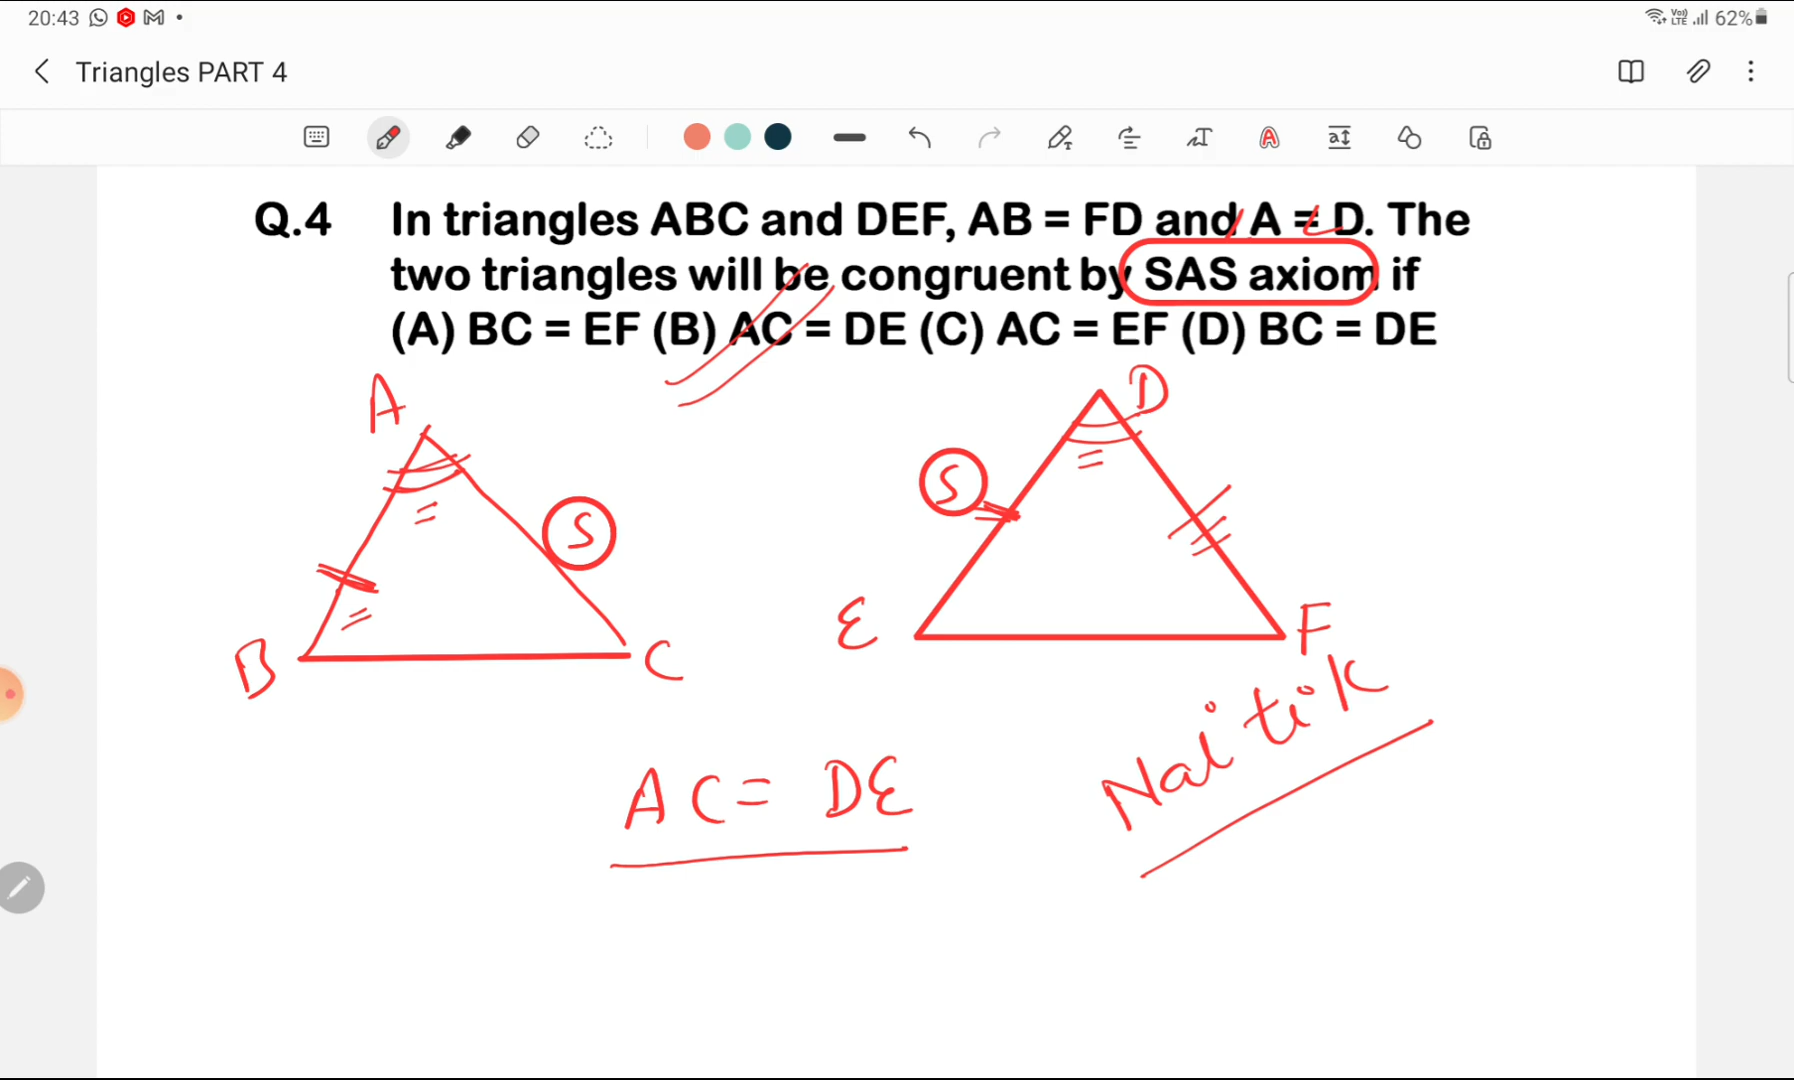 20:43
62%
Triangles PART 4
Q.4 In triangles ABC and DEF, AB = FD and ∠A = ∠D. The
two triangles will be congruent by SAS axiom if
(A) BC = EF (B) AC = DE (C) AC = EF (D) BC = DE
A
D
S
S
B
C
E
F
AC = DE
Naitik